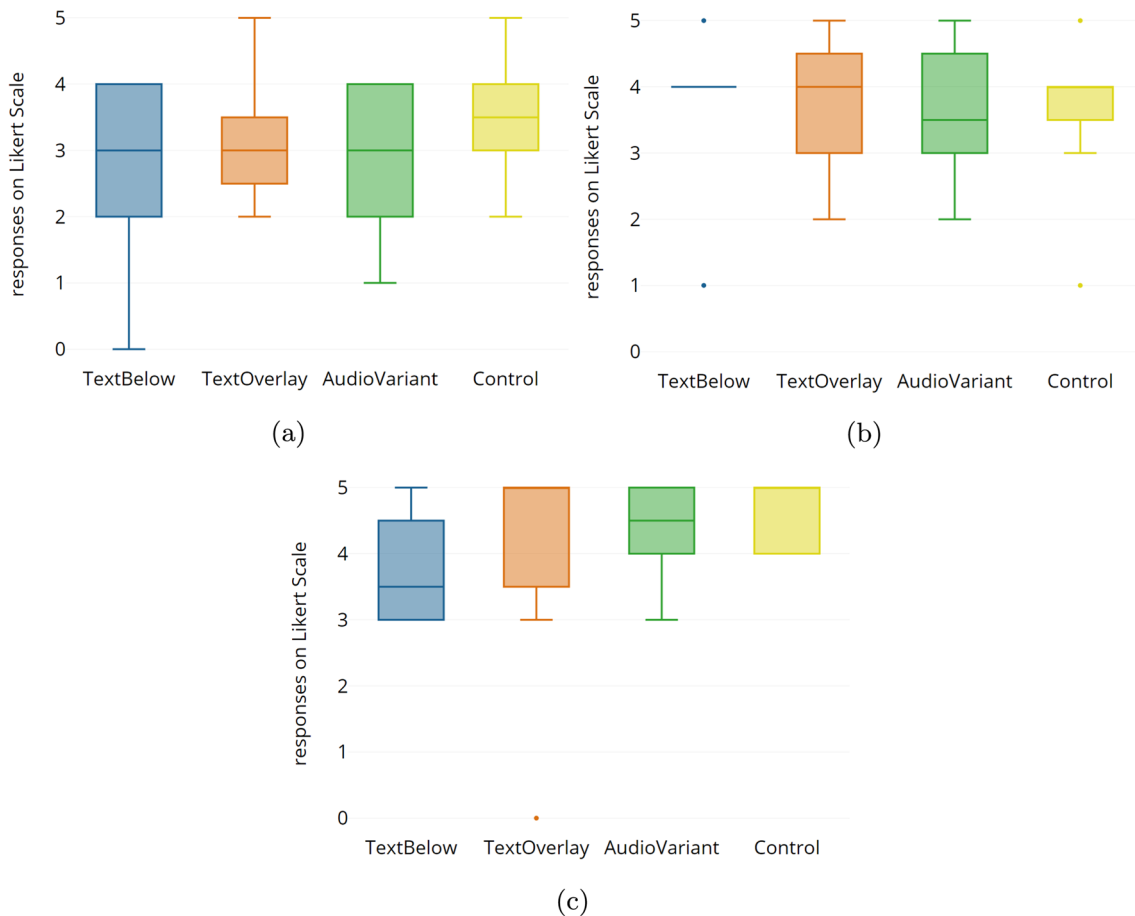 responses on Likert Scale
5
4
3
2
1
0
TextBelow TextOverlay AudioVariant Control
(a)
responses on Likert Scale
5
4
3
2
1
0
TextBelow TextOverlay AudioVariant Control
(b)
responses on Likert Scale
5
4
3
2
1
0
TextBelow TextOverlay AudioVariant Control
(c)